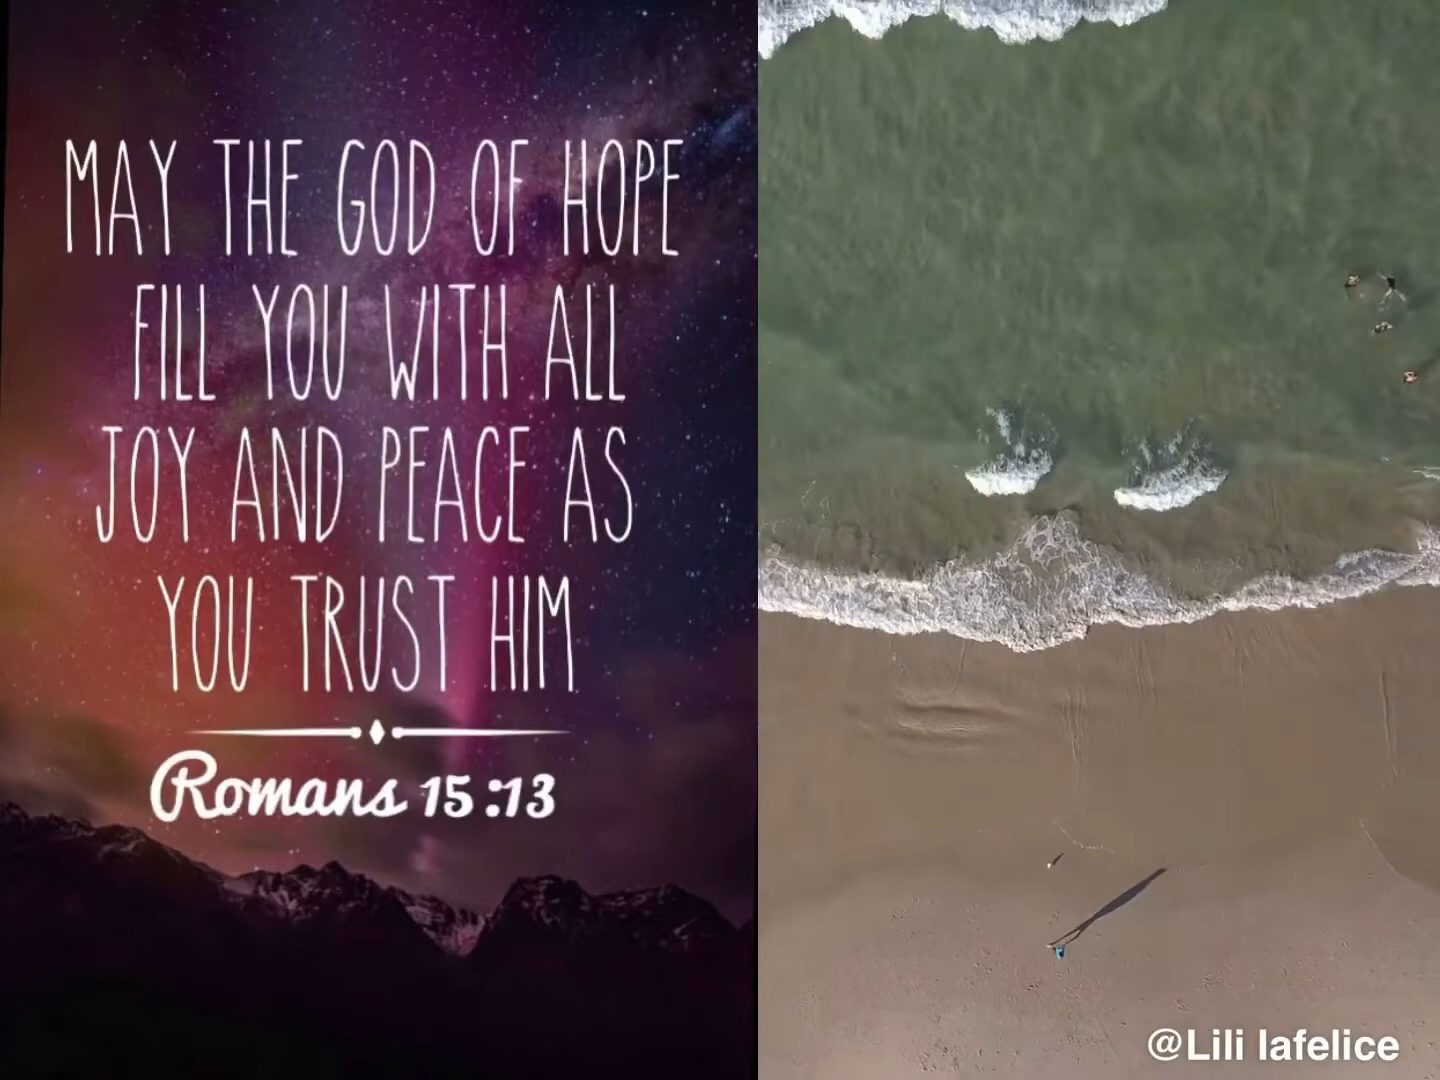 MAY THE GOD OF HOPE
FILL YOU WITH ALL
JOY AND PEACE AS
YOU TRUST HIM
Romans 15:13
@Lili lafelice